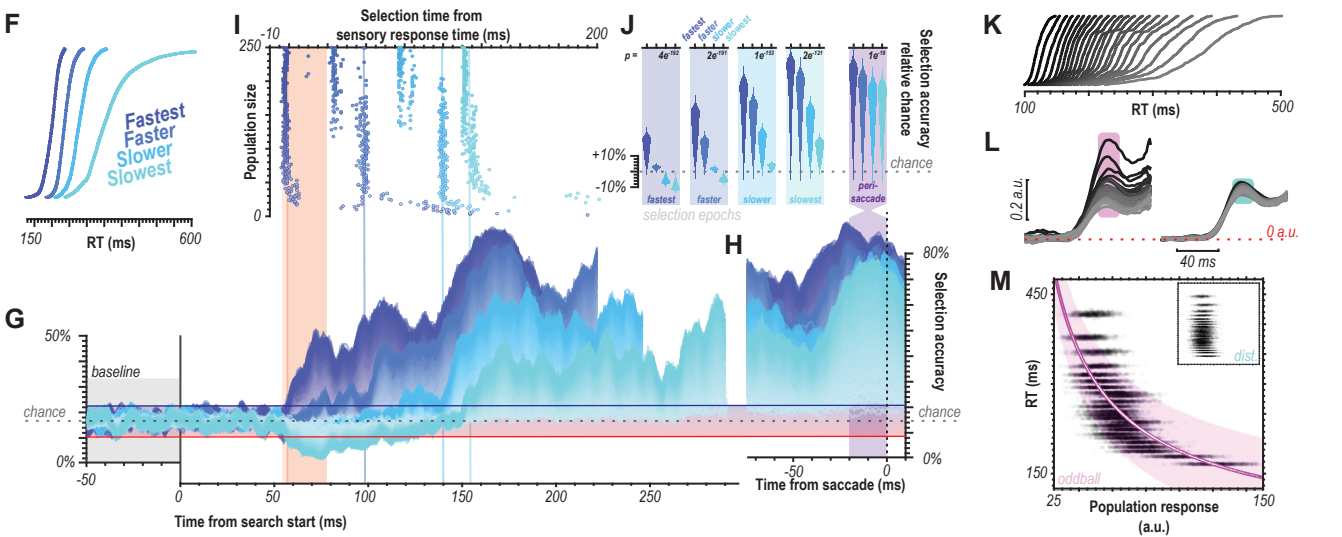 F
Fastest
Faster
Slower
Slowest
150
RT (ms)
600
I
Selection time from
sensory response time (ms)
-10
200
250
Population size
0
J
fastest
faster
slower
slowest
p =
4e-192
2e-191
1e-153
2e-121
1e-19
Selection accuracy
relative chance
+10%
-10%
chance
fastest
faster
slower
slowest
peri-
saccade
selection epochs
G
50%
baseline
chance
0%
-50
0
50
100
150
200
250
Time from search start (ms)
H
80%
Selection accuracy
chance
0%
-50
0
Time from saccade (ms)
K
100
RT (ms)
500
L
0.2 a.u.
0 a.u.
40 ms
M
450
RT (ms)
150
dist.
oddball
25
150
Population response
(a.u.)